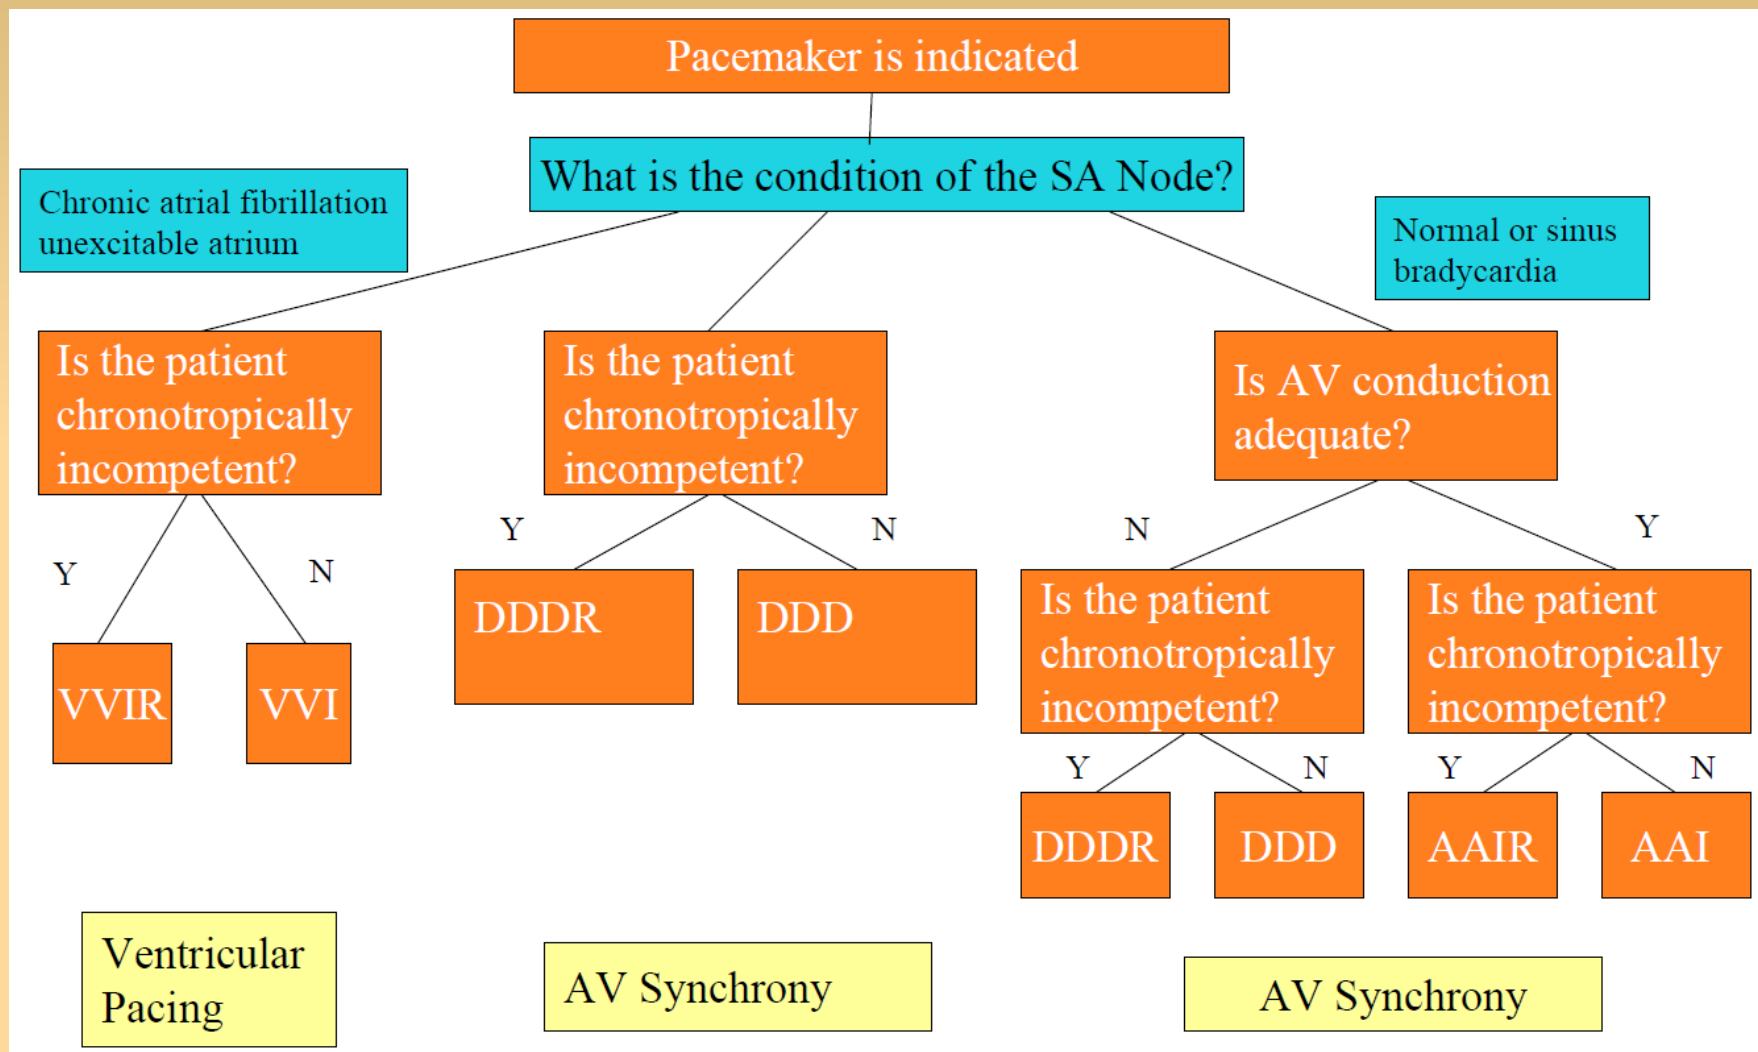 Pacemaker is indicated
What is the condition of the SA Node?
Chronic atrial fibrillation
unexcitable atrium
Normal or sinus
bradycardia
Is the patient
chronotropically
incompetent?
Is the patient
chronotropically
incompetent?
Is AV conduction
adequate?
Y
N
Y
N
N
Y
VVIR
VVI
DDDR
DDD
Is the patient
chronotropically
incompetent?
Is the patient
chronotropically
incompetent?
Y
N
Y
N
DDDR
DDD
AAIR
AAI
Ventricular
Pacing
AV Synchrony
AV Synchrony